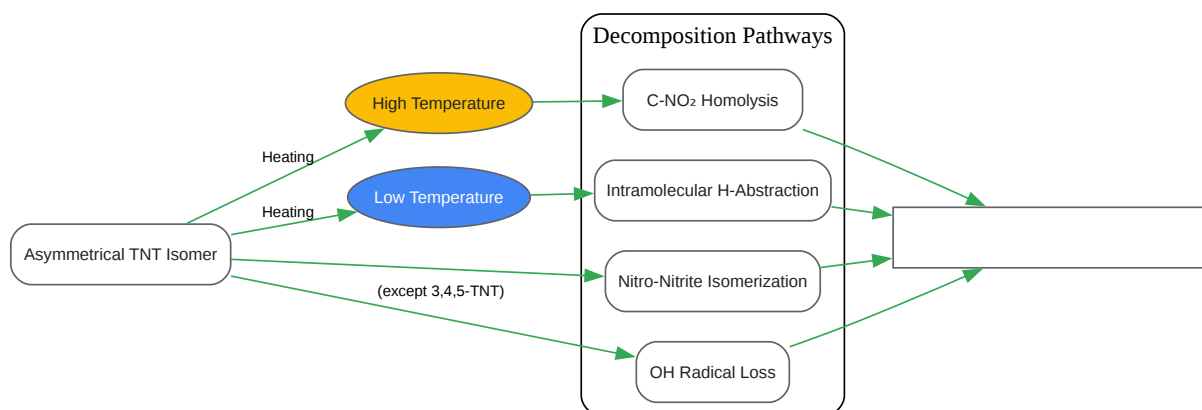 Decomposition Pathways
High Temperature
C-NO₂ Homolysis
Heating
Low Temperature
Intramolecular H-Abstraction
Heating
Asymmetrical TNT Isomer
Nitro-Nitrite Isomerization
(except 3,4,5-TNT)
OH Radical Loss